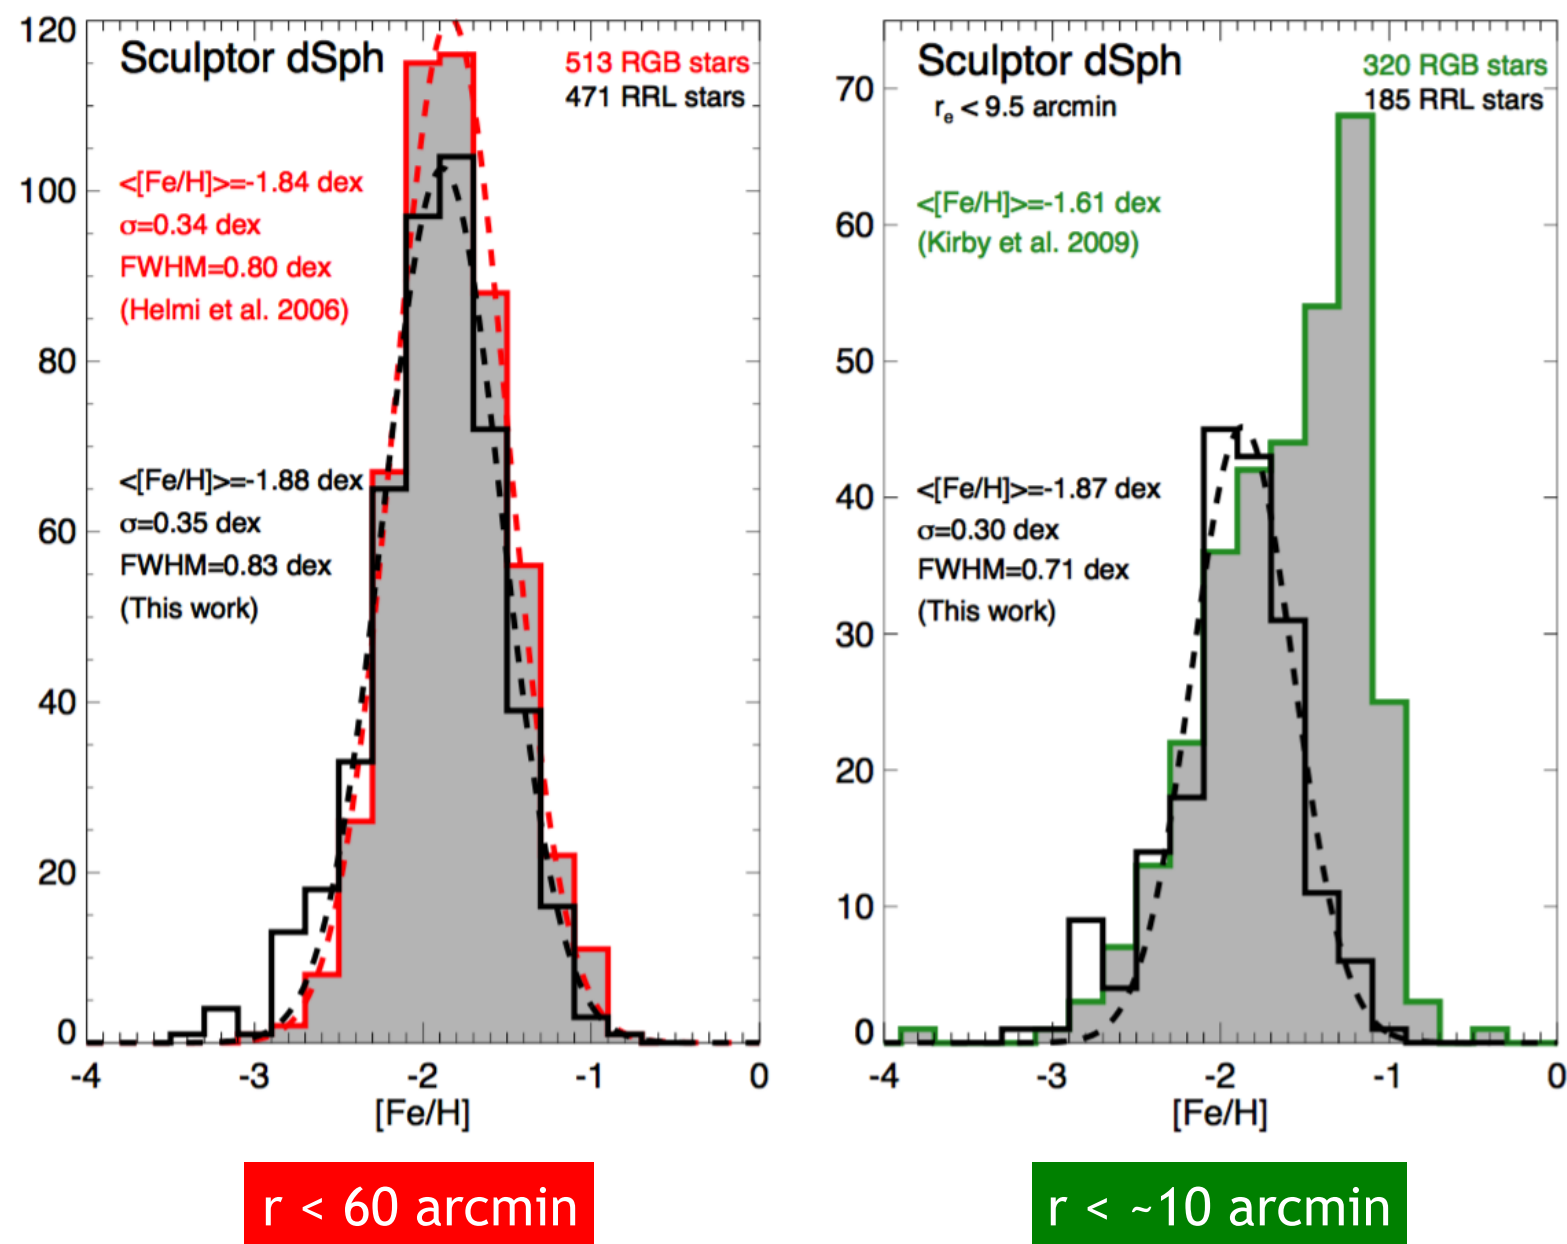 Sculptor dSph
513 RGB stars
471 RRL stars
<[Fe/H]>=-1.84 dex
σ=0.34 dex
FWHM=0.80 dex
(Helmi et al. 2006)
<[Fe/H]>=-1.88 dex
σ=0.35 dex
FWHM=0.83 dex
(This work)
120
100
80
60
40
20
0
-4 -3 -2 -1 0
[Fe/H]
r < 60 arcmin
Sculptor dSph
rₑ < 9.5 arcmin
320 RGB stars
185 RRL stars
<[Fe/H]>=-1.61 dex
(Kirby et al. 2009)
<[Fe/H]>=-1.87 dex
σ=0.30 dex
FWHM=0.71 dex
(This work)
70
60
50
40
30
20
10
0
-4 -3 -2 -1 0
[Fe/H]
r < ~10 arcmin